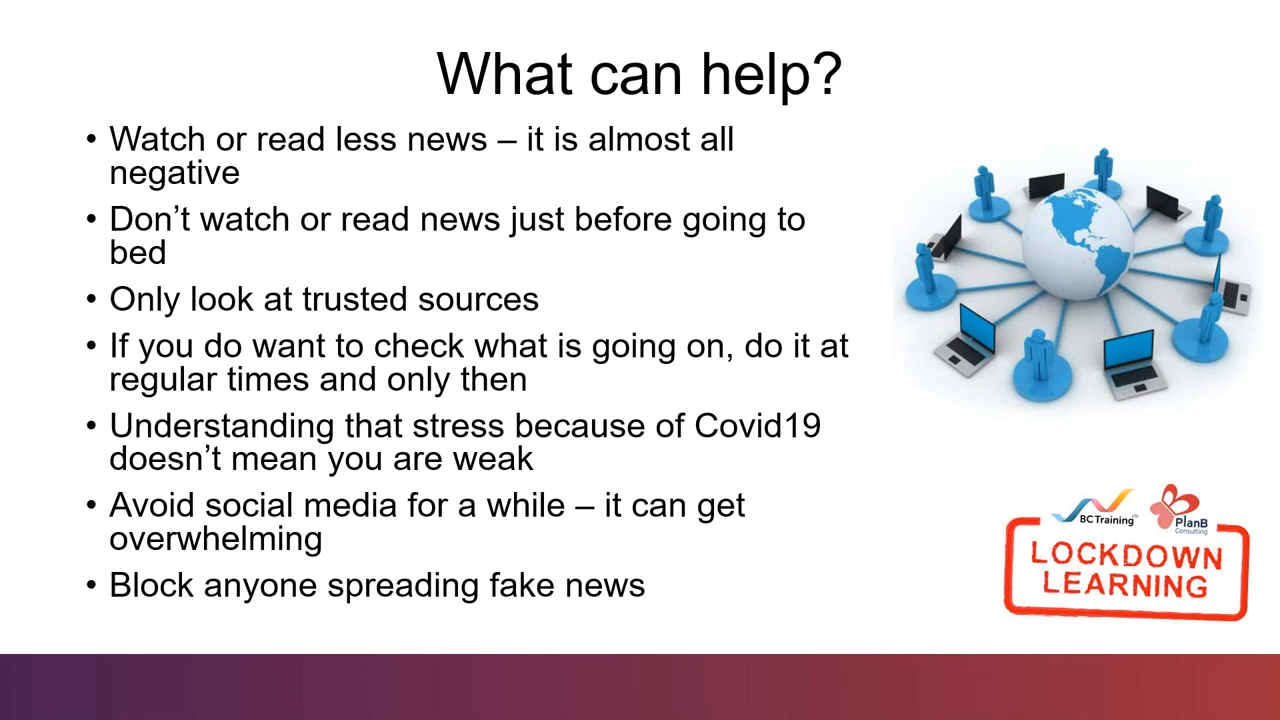 What can help?
• Watch or read less news – it is almost all
negative
• Don’t watch or read news just before going to
bed
• Only look at trusted sources
• If you do want to check what is going on, do it at
regular times and only then
• Understanding that stress because of Covid19
doesn’t mean you are weak
• Avoid social media for a while – it can get
overwhelming
• Block anyone spreading fake news
BC Training LTD
PlanB
Consulting
LOCKDOWN
LEARNING